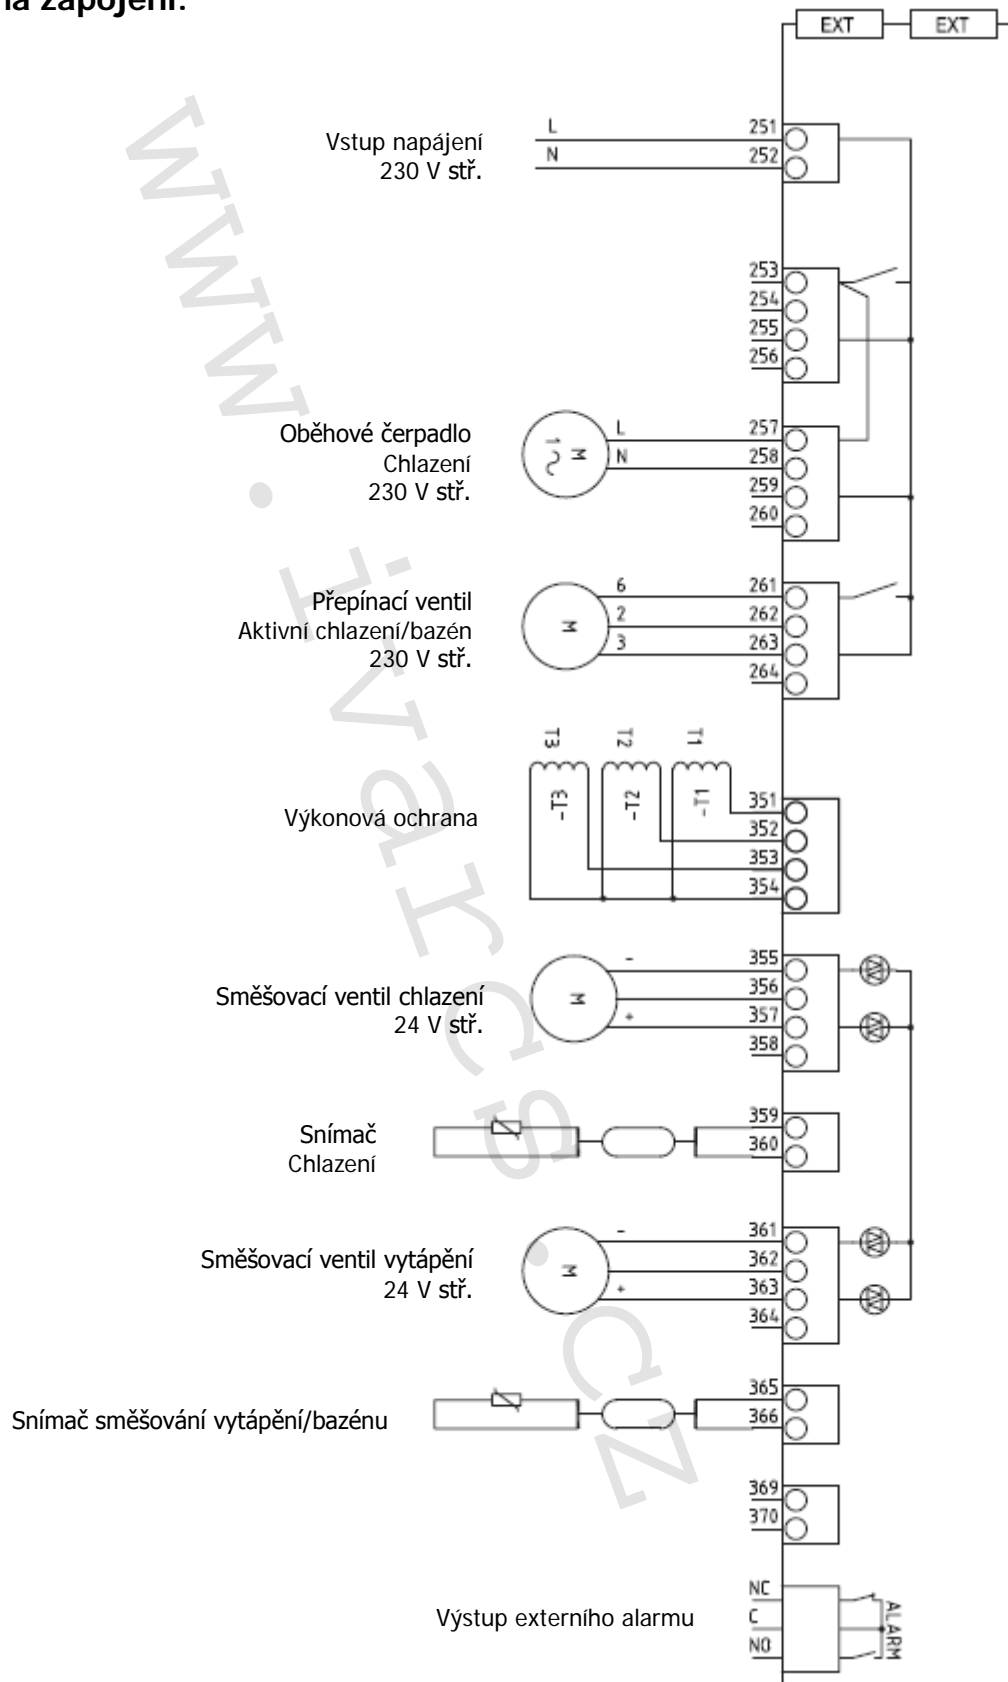 na zapojení:
EXT EXT
Vstup napájení
230 V stř.
L 251
N 252
253
254
255
256
Oběhové čerpadlo
Chlazení
230 V stř.
M 1
L 257
N 258
259
260
Přepínací ventil
Aktivní chlazení/bazén
230 V stř.
M
6 261
2 262
3 263
264
Výkonová ochrana
T3 T2 T1
-T3 -T2 -T1
351
352
353
354
Směšovací ventil chlazení
24 V stř.
M
- 355
356
+ 357
358
Snímač
Chlazení
359
360
Směšovací ventil vytápění
24 V stř.
M
- 361
362
+ 363
364
Snímač směšování vytápění/bazénu
365
366
369
370
Výstup externího alarmu
NC
C
NO
ALARM
www.ivarcs.cz